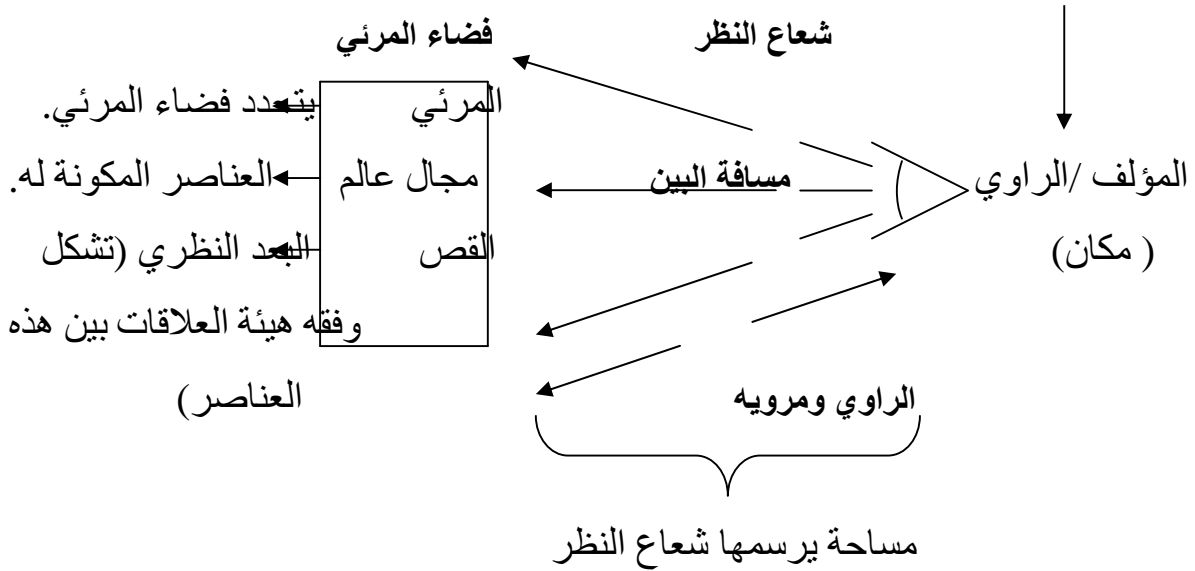 شعاع النظر فضاء المرئي
المرئي يتحدد فضاء المرئي.
المؤلف /الراوي مسافة البين مجال عالم العناصر المكونة له.
( مكان) القص البعد النظري (تشكل
وفقه هيئة العلاقات بين هذه
الراوي ومرويه العناصر)
مساحة يرسمها شعاع النظر